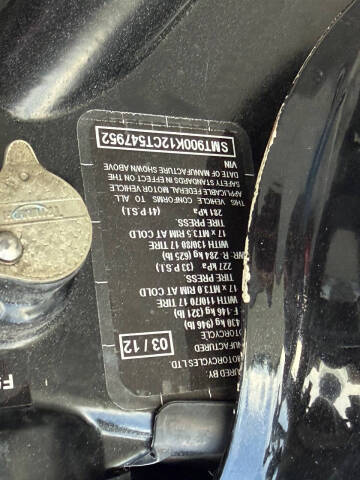 URED BY:
MOTORCYCLES LTD
NUFACTURED
03 / 12
OTORCYCLE
430 kg (946 lb)
F-146 kg (321 lb)
WITH 110/70 17 TIRE
17 x MT3.0 RIM AT COLD
TIRE P
227 kPa (33 P.S.I.)
R- 284 kg (625 lb)
WITH 130/80 17 TIRE
17 x MT3.5 RIM AT COLD
TIRE PRESS.
281 kPa (41 P.S.I.)
THIS VEHICLE CONFORMS TO ALL
APPLICABLE FEDERAL MOTOR VEHICLE
SAFETY STANDARDS IN EFFECT ON THE
DATE OF MANUFACTURE SHOWN ABOVE
VIN
SMT900K12CT547952